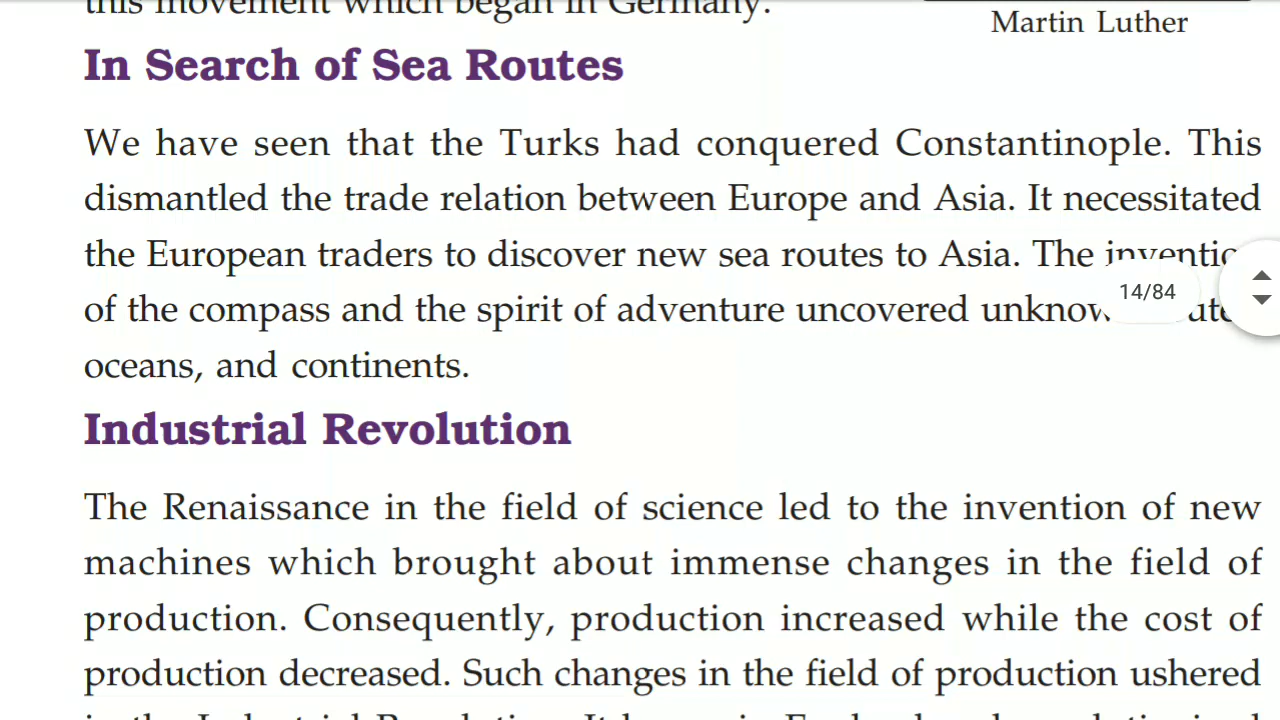 this movement which began in Germany.
Martin Luther
In Search of Sea Routes
We have seen that the Turks had conquered Constantinople. This
dismantled the trade relation between Europe and Asia. It necessitated
the European traders to discover new sea routes to Asia. The
14/84
of the compass and the spirit of adventure uncovered
oceans, and continents.
Industrial Revolution
The Renaissance in the field of science led to the invention of new
machines which brought about immense changes in the field of
production. Consequently, production increased while the cost of
production decreased. Such changes in the field of production ushered